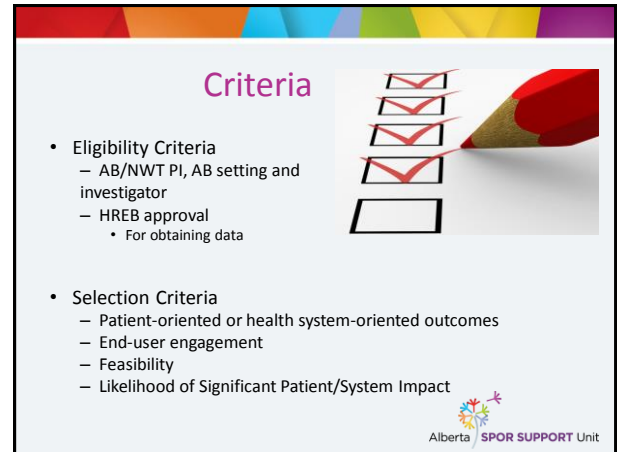 Criteria
• Eligibility Criteria
– AB/NWT PI, AB setting and
investigator
– HREB approval
• For obtaining data
• Selection Criteria
– Patient-oriented or health system-oriented outcomes
– End-user engagement
– Feasibility
– Likelihood of Significant Patient/System Impact
Alberta SPOR SUPPORT Unit